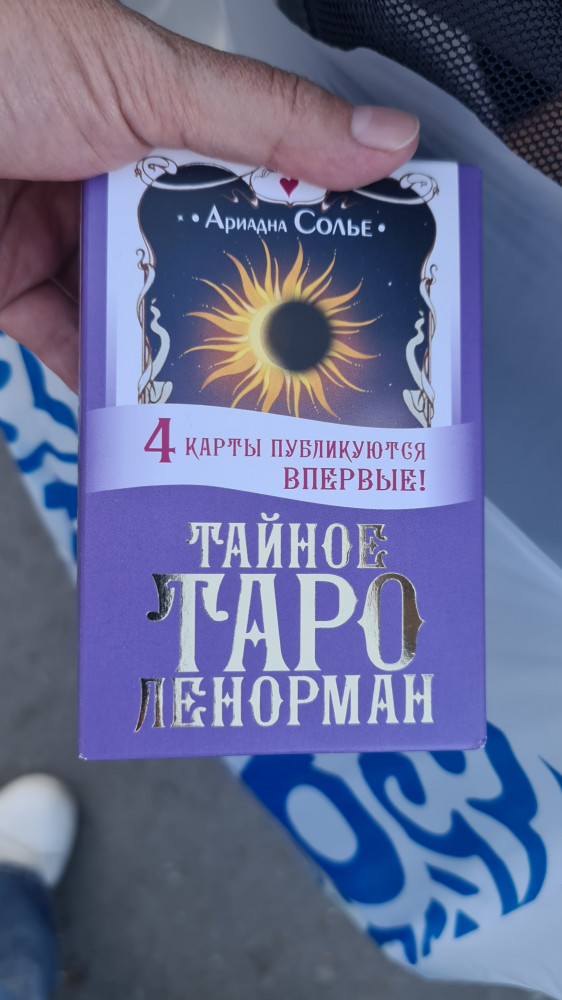 • Ариадна Солье •
4 КАРТЫ ПУБЛИКУЮТСЯ
ВПЕРВЫЕ!
ТАЙНОЕ
ТАРО
ЛЕНОРМАН